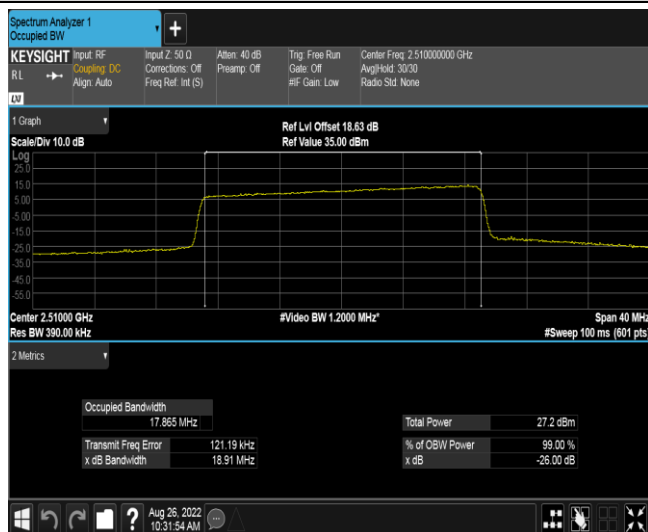 Spectrum Analyzer 1
Occupied BW
+
KEYSIGHT
RL
LXI
Input: RF
Coupling: DC
Align: Auto
Input Z: 50 Ω
Corrections: Off
Freq Ref: Int (S)
Atten: 40 dB
Preamp: Off
Trig: Free Run
Gate: Off
#IF Gain: Low
Center Freq: 2.510000000 GHz
Avg|Hold: 30/30
Radio Std: None
1 Graph
Scale/Div 10.0 dB
Ref Lvl Offset 18.63 dB
Ref Value 35.00 dBm
Log
25.0
15.0
5.00
-5.00
-15.0
-25.0
-35.0
-45.0
-55.0
Center 2.51000 GHz
Res BW 390.00 kHz
#Video BW 1.2000 MHz*
Span 40 MHz
#Sweep 100 ms (601 pts)
2 Metrics
Occupied Bandwidth
17.865 MHz
Transmit Freq Error 121.19 kHz
x dB Bandwidth 18.91 MHz
Total Power 27.2 dBm
% of OBW Power 99.00 %
x dB -26.00 dB
?
Aug 26, 2022
10:31:54 AM